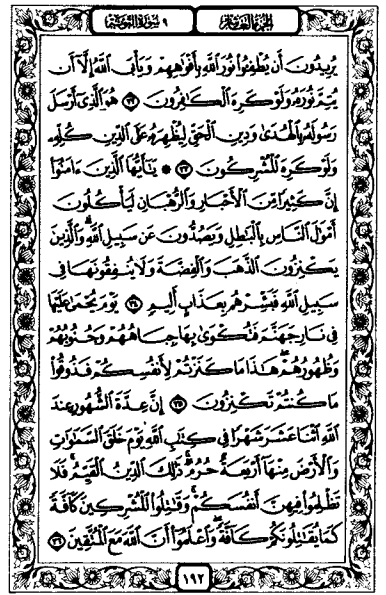 الجزء العاشر ٩ سورة التوبة
يُرِيدُونَ أَن يُطْفِـُٔوا۟ نُورَ ٱللَّهِ بِأَفْوَٰهِهِمْ وَيَأْبَى ٱللَّهُ إِلَّآ أَن
يُتِمَّ نُورَهُۥ وَلَوْ كَرِهَ ٱلْكَٰفِرُونَ ٣٢ هُوَ ٱلَّذِىٓ أَرْسَلَ
رَسُولَهُۥ بِٱلْهُدَىٰ وَدِينِ ٱلْحَقِّ لِيُظْهِرَهُۥ عَلَى ٱلدِّينِ كُلِّهِۦ
وَلَوْ كَرِهَ ٱلْمُشْرِكُونَ ٣٣ ۞ يَٰٓأَيُّهَا ٱلَّذِينَ ءَامَنُوٓا۟
إِنَّ كَثِيرًا مِّنَ ٱلْأَحْبَارِ وَٱلرُّهْبَانِ لَيَأْكُلُونَ
أَمْوَٰلَ ٱلنَّاسِ بِٱلْبَٰطِلِ وَيَصُدُّونَ عَن سَبِيلِ ٱللَّهِ ۗ وَٱلَّذِينَ
يَكْنِزُونَ ٱلذَّهَبَ وَٱلْفِضَّةَ وَلَا يُنفِقُونَهَا فِى
سَبِيلِ ٱللَّهِ فَبَشِّرْهُم بِعَذَابٍ أَلِيمٍ ٣٤ يَوْمَ يُحْمَىٰ عَلَيْهَا
فِى نَارِ جَهَنَّمَ فَتُكْوَىٰ بِهَا جِبَاهُهُمْ وَجُنُوبُهُمْ
وَظُهُورُهُمْ ۖ هَٰذَا مَا كَنَزْتُمْ لِأَنفُسِكُمْ فَذُوقُوا۟
مَا كُنتُمْ تَكْنِزُونَ ٣٥ إِنَّ عِدَّةَ ٱلشُّهُورِ عِندَ
ٱللَّهِ ٱثْنَا عَشَرَ شَهْرًا فِى كِتَٰبِ ٱللَّهِ يَوْمَ خَلَقَ ٱلسَّمَٰوَٰتِ
وَٱلْأَرْضَ مِنْهَآ أَرْبَعَةٌ حُرُمٌ ۚ ذَٰلِكَ ٱلدِّينُ ٱلْقَيِّمُ ۚ فَلَا
تَظْلِمُوا۟ فِيهِنَّ أَنفُسَكُمْ ۚ وَقَٰتِلُوا۟ ٱلْمُشْرِكِينَ كَآفَّةً
كَمَا يُقَٰتِلُونَكُمْ كَآفَّةً ۚ وَٱعْلَمُوٓا۟ أَنَّ ٱللَّهَ مَعَ ٱلْمُتَّقِينَ ٣٦
١٩٢